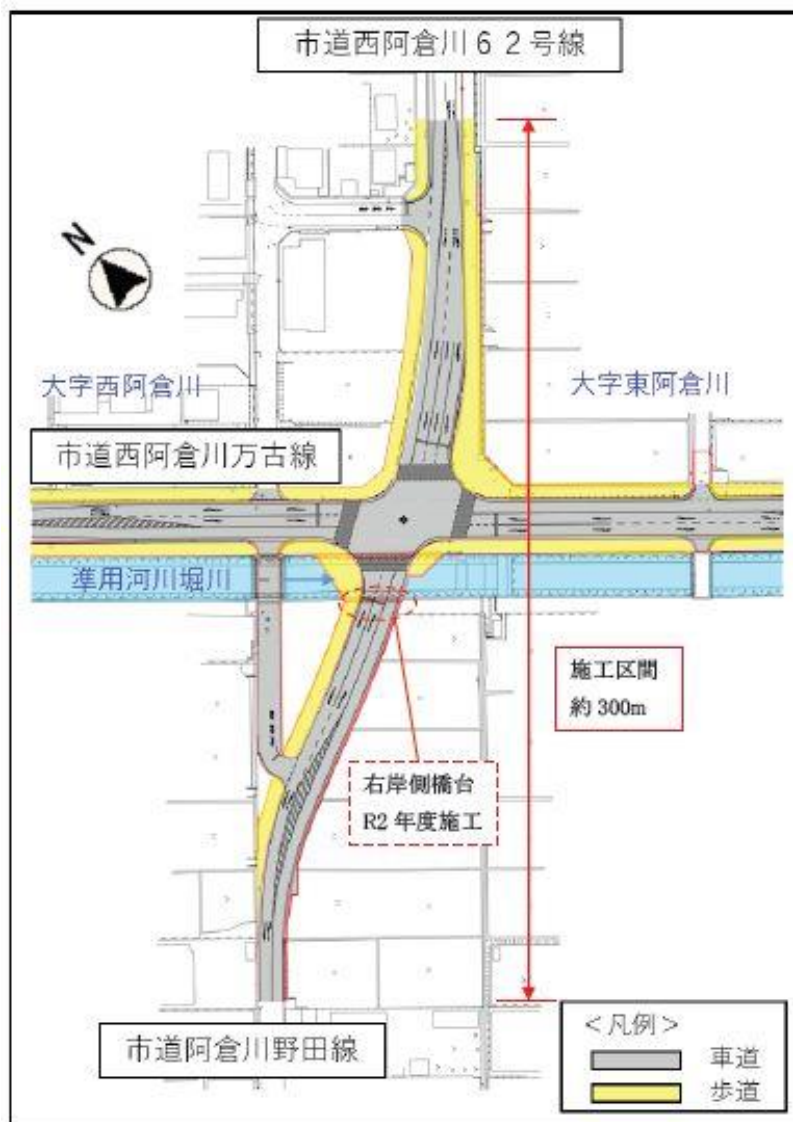 市道西阿倉川６２号線
N
大字西阿倉川
大字東阿倉川
市道西阿倉川万古線
準用河川堀川
施工区間
約300m
右岸側橋台
R2年度施工
市道阿倉川野田線
＜凡例＞
車道
歩道